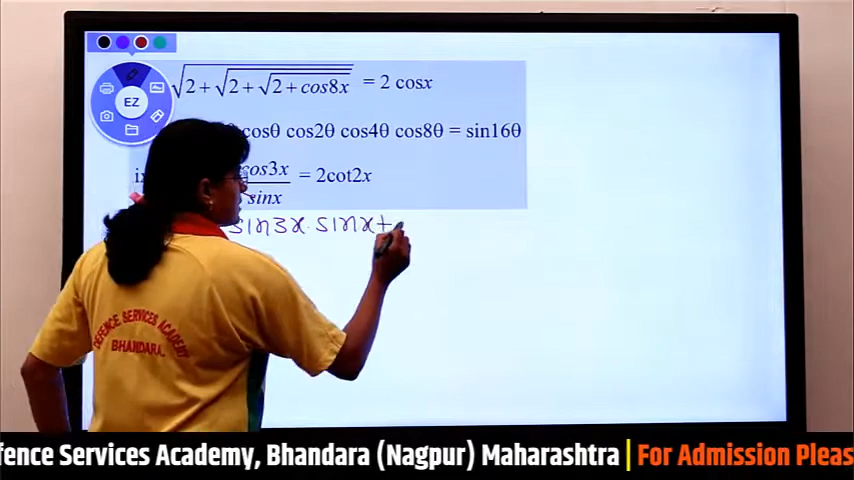 EZ
√2 + √2 + √2 + cos8x = 2 cosx
cosθ cos2θ cos4θ cos8θ = sin16θ
ix
cos3x
sinx
= 2cot2x
sin3x · sinx +
DEFENCE SERVICES ACADEMY
BHANDARA
fence Services Academy, Bhandara (Nagpur) Maharashtra | For Admission Pleas